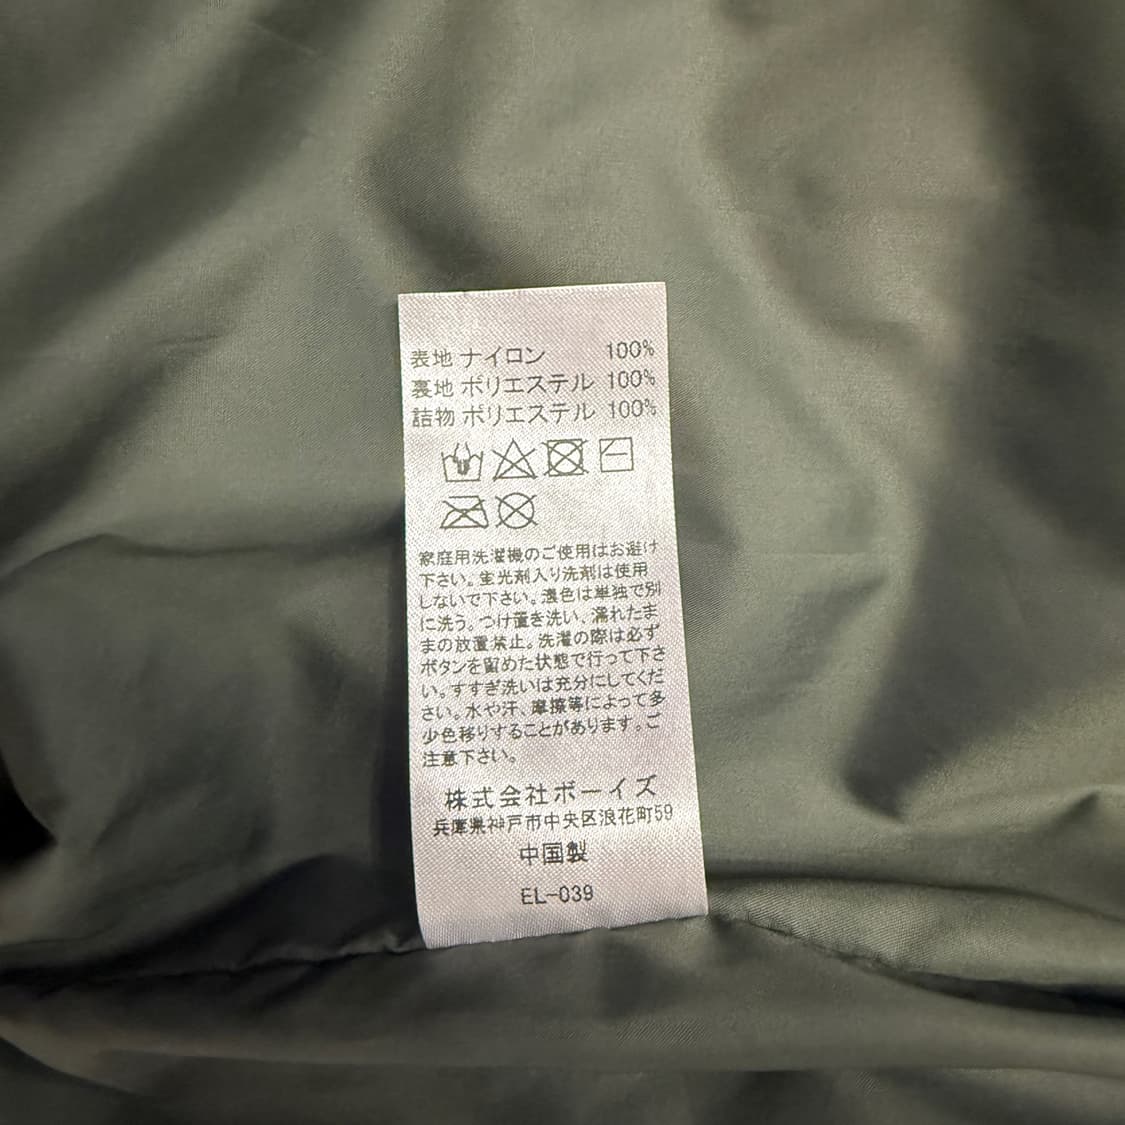 表地 ナイロン 100%
裏地 ポリエステル 100%
詰物 ポリエステル 100%
家庭用洗濯機のご使用はお避け
下さい。蛍光剤入り洗剤は使用
しないで下さい。濃色は単独で別
に洗う。つけ置き洗い、濡れたま
まの放置禁止。洗濯の際は必ず
ボタンを留めた状態で行って下さ
い。すすぎ洗いは充分にしてくだ
さい。水や汗、摩擦等によって多
少色移りすることがあります。ご
注意下さい。
株式会社ボーイズ
兵庫県神戸市中央区浪花町59
中国製
EL-039